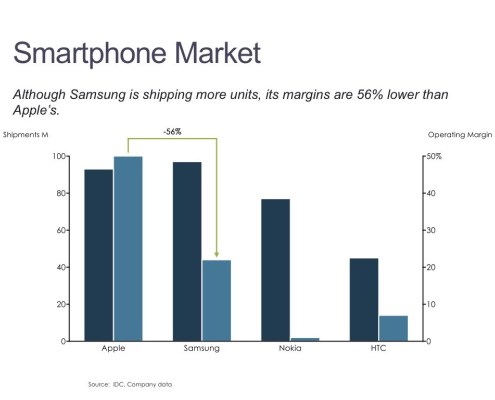 Smartphone Market
Although Samsung is shipping more units, its margins are 56% lower than
Apple's.
Shipments M
-56%
Operating Margin
100
50%
80
40
60
30
40
20
20
10
0
0
Apple
Samsung
Nokia
HTC
Source: IDC, Company data